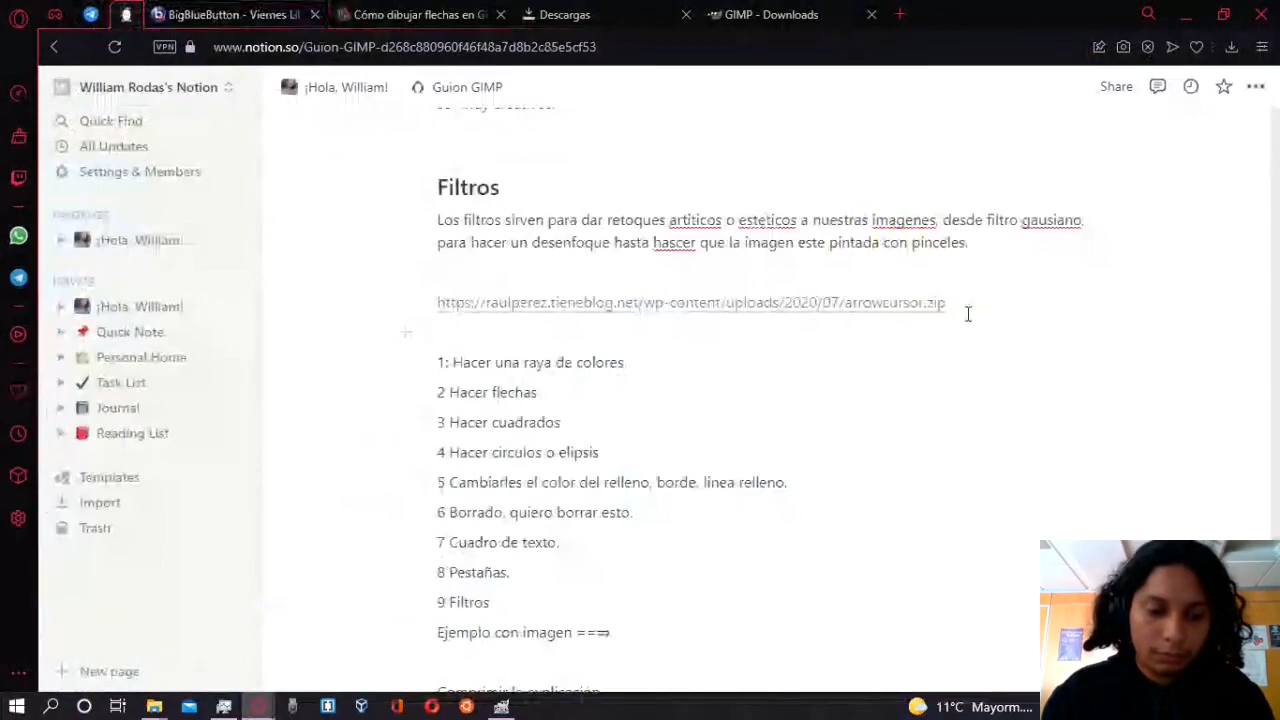 BigBlueButton - Viernes Lil
Cómo dibujar flechas en G
Descargas
GIMP - Downloads
VPN
www.notion.so/Guion-GIMP-d268c880960f46f48a7d8b2c85e5cf53
William Rodas's Notion
¡Hola, William!
Guion GIMP
Share
Quick Find
All Updates
Settings & Members
¡Hola, William!...
¡Hola, William!
Quick Note
Personal Home
Task List
Journal
Reading List
Templates
Import
Trash
New page
Filtros
Los filtros sirven para dar retoques artiticos o esteticos a nuestras imagenes, desde filtro gausiano,
para hacer un desenfoque hasta hascer que la imagen este pintada con pinceles.
https://raulperez.tieneblog.net/wp-content/uploads/2020/07/arrowcursor.zip
1: Hacer una raya de colores
2 Hacer flechas
3 Hacer cuadrados
4 Hacer circulos o elipsis
5 Cambiarles el color del relleno, borde, linea relleno.
6 Borrado, quiero borrar esto.
7 Cuadro de texto.
8 Pestañas.
9 Filtros
Ejemplo con imagen ==⇒
Comprimir la explicación
11°C Mayorm....